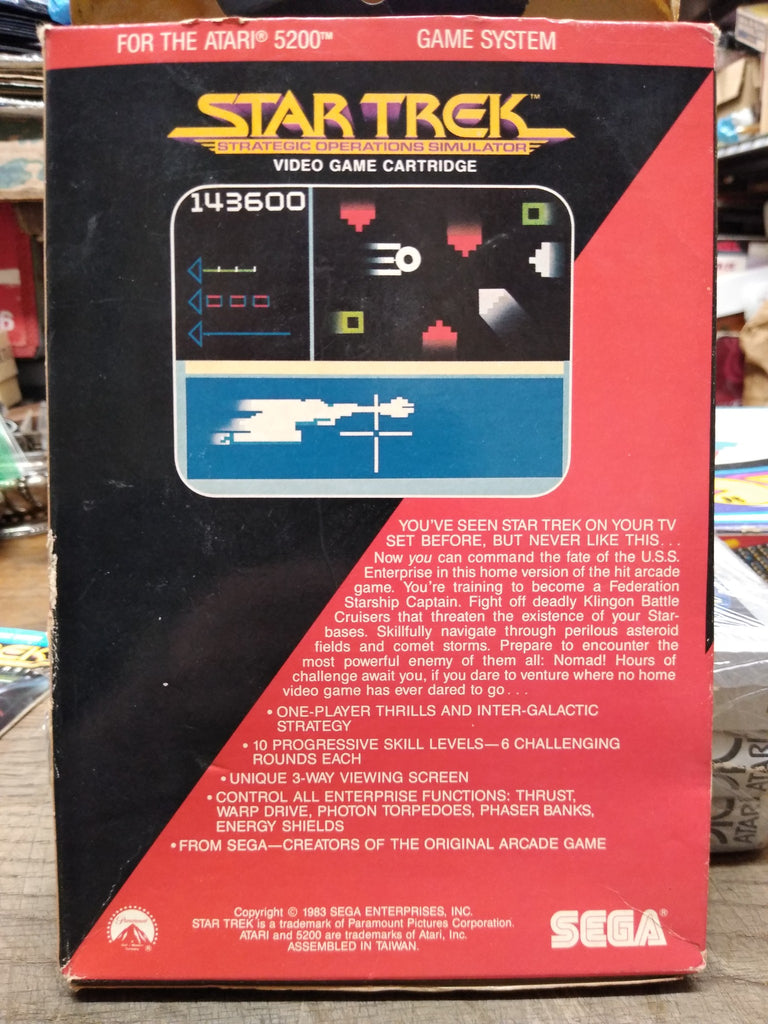 FOR THE ATARI® 5200™ GAME SYSTEM
STAR TREK™
STRATEGIC OPERATIONS SIMULATOR
VIDEO GAME CARTRIDGE
143600
YOU'VE SEEN STAR TREK ON YOUR TV
SET BEFORE, BUT NEVER LIKE THIS...
Now you can command the fate of the U.S.S.
Enterprise in this home version of the hit arcade
game. You're training to become a Federation
Starship Captain. Fight off deadly Klingon Battle
Cruisers that threaten the existence of your Star-
bases. Skillfully navigate through perilous asteroid
fields and comet storms. Prepare to encounter the
most powerful enemy of them all: Nomad! Hours of
challenge await you, if you dare to venture where no home
video game has ever dared to go...
• ONE-PLAYER THRILLS AND INTER-GALACTIC
STRATEGY
• 10 PROGRESSIVE SKILL LEVELS—6 CHALLENGING
ROUNDS EACH
• UNIQUE 3-WAY VIEWING SCREEN
• CONTROL ALL ENTERPRISE FUNCTIONS: THRUST,
WARP DRIVE, PHOTON TORPEDOES, PHASER BANKS,
ENERGY SHIELDS
• FROM SEGA—CREATORS OF THE ORIGINAL ARCADE GAME
Paramount
Copyright © 1983 SEGA ENTERPRISES, INC.
STAR TREK is a trademark of Paramount Pictures Corporation.
ATARI and 5200 are trademarks of Atari, Inc.
ASSEMBLED IN TAIWAN.
SEGA®
ATARI
ATARI